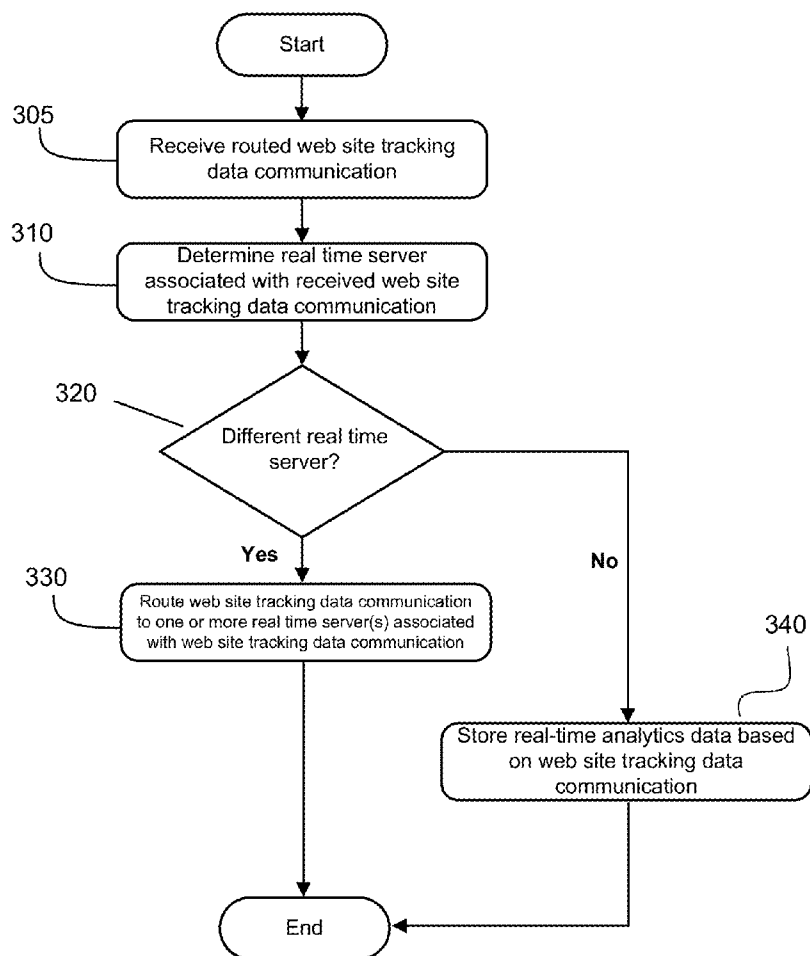 Start
305
Receive routed web site tracking
data communication
310
Determine real time server
associated with received web site
tracking data communication
320
Different real time
server?
Yes
No
330
Route web site tracking data communication
to one or more real time server(s) associated
with web site tracking data communication
340
Store real-time analytics data based
on web site tracking data
communication
End